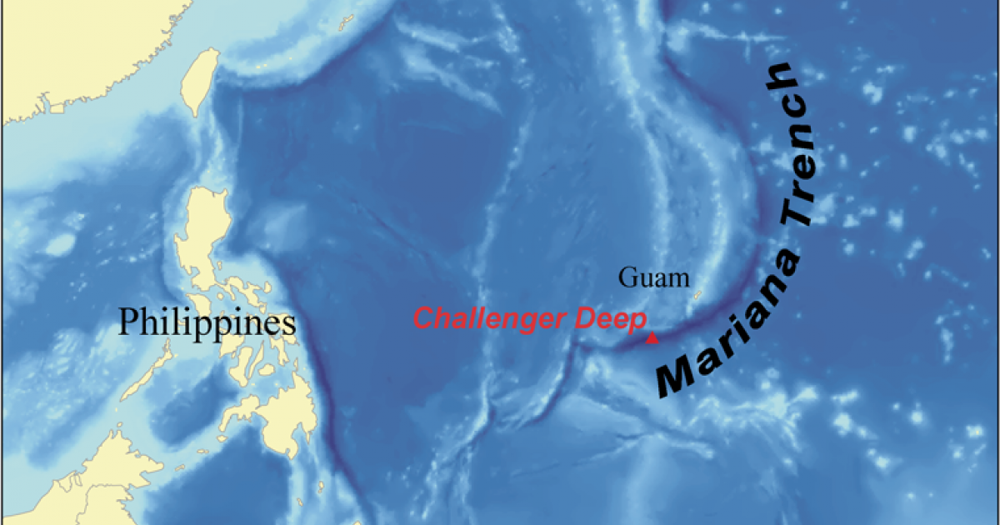 Mariana Trench
Guam
Challenger Deep
Philippines